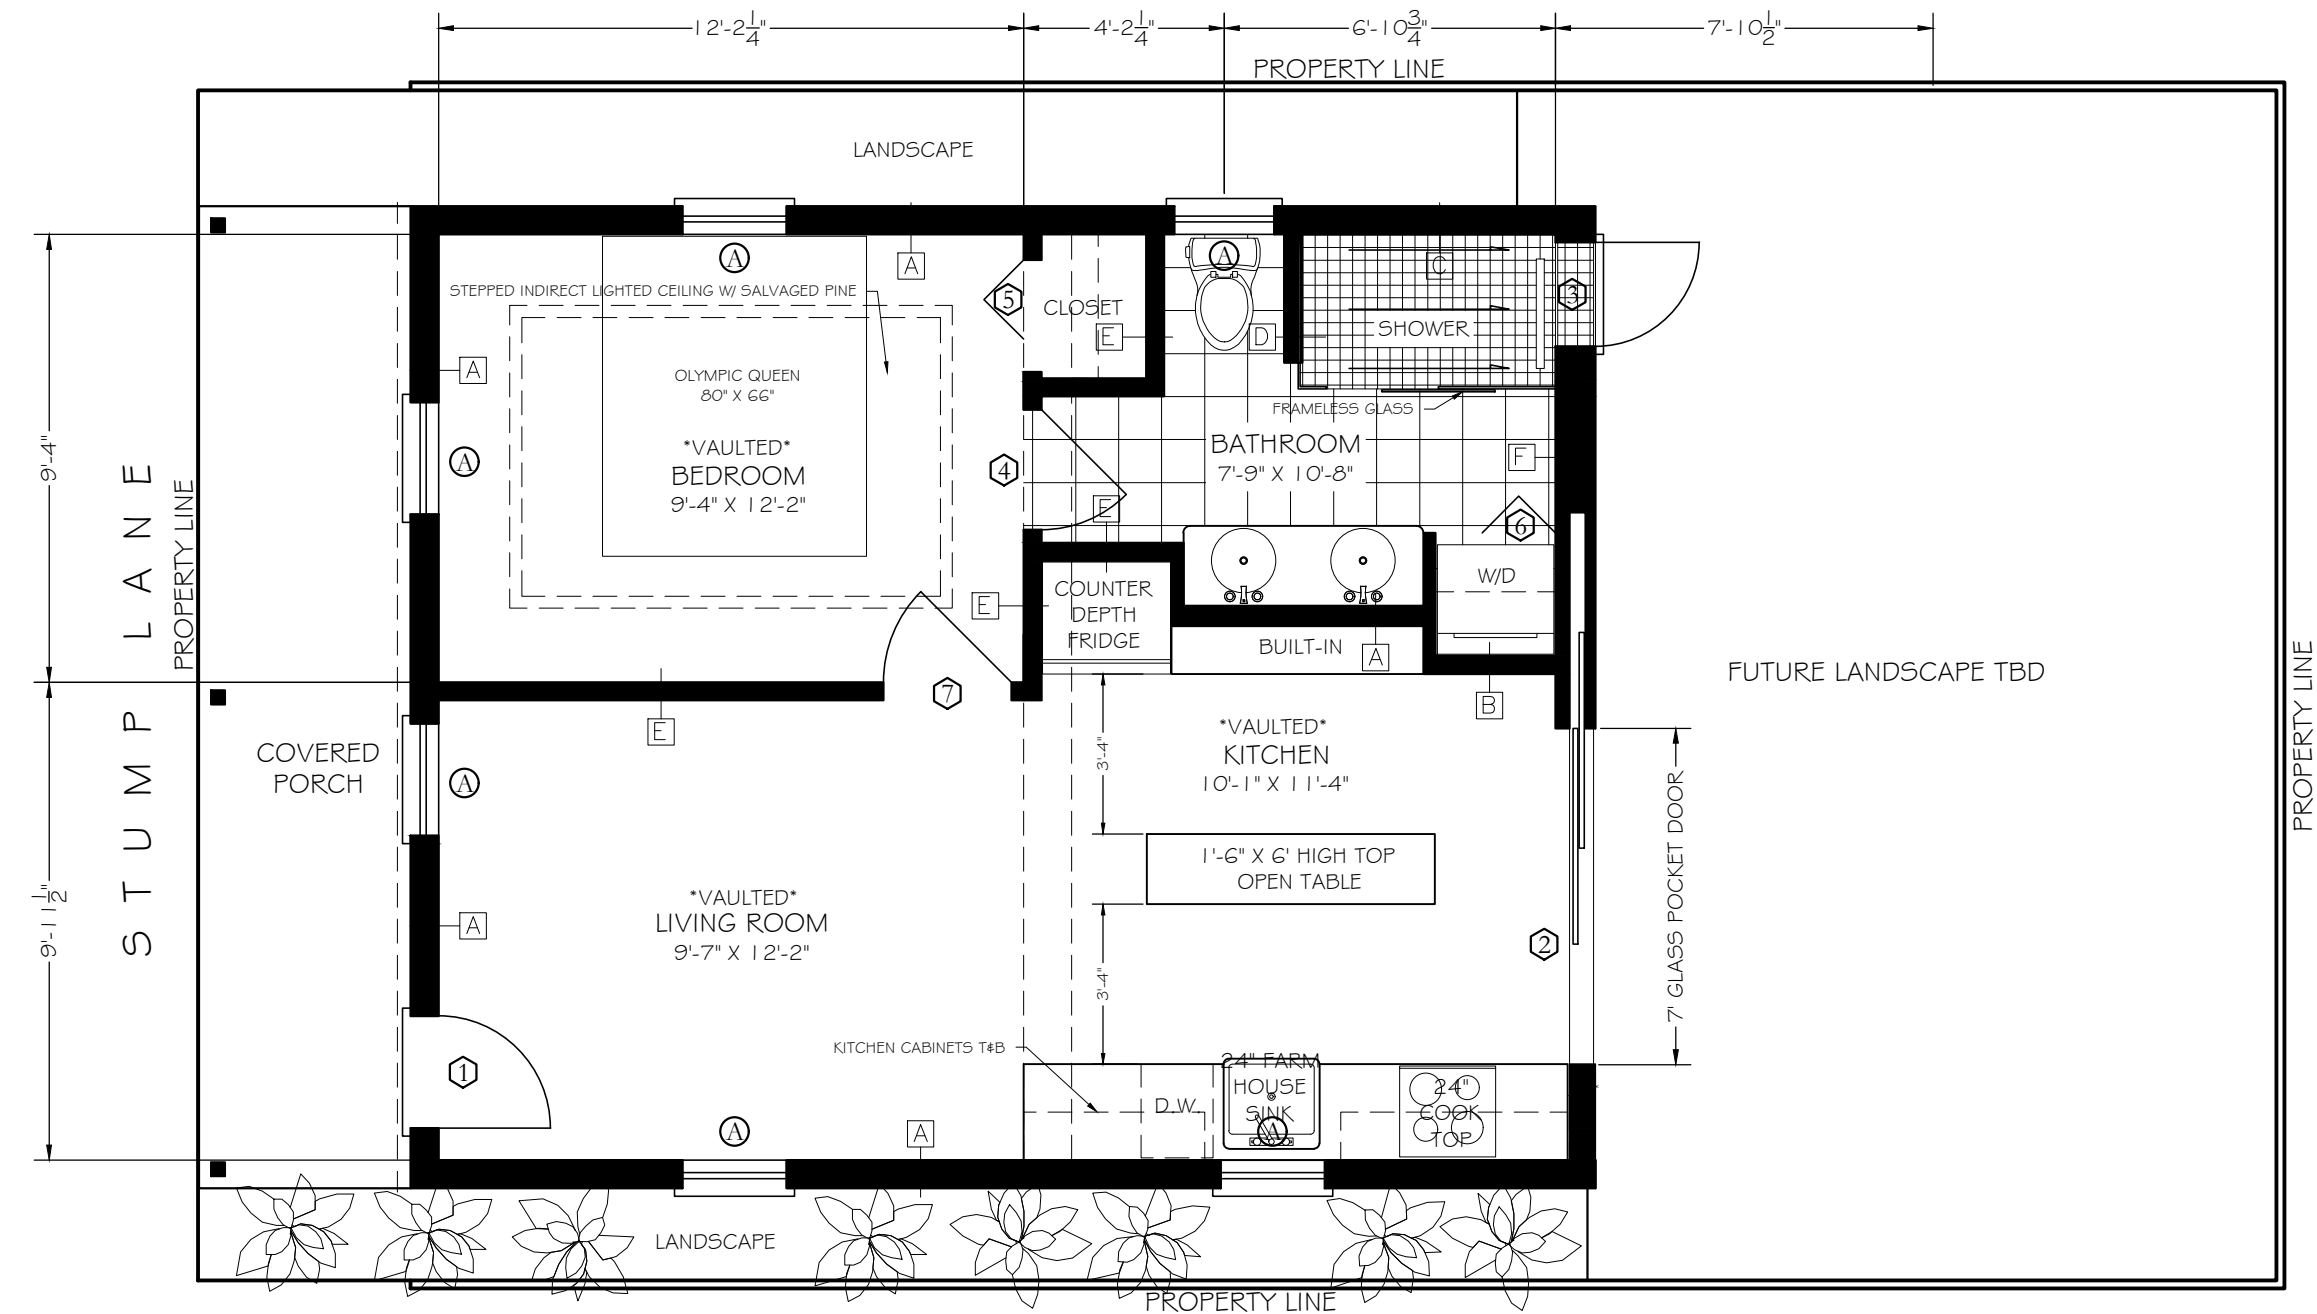 12'-2 1/4"
4'-2 1/4"
6'-10 3/4"
7'-10 1/2"
PROPERTY LINE
LANDSCAPE
A
A
A
C
STEPPED INDIRECT LIGHTED CEILING W/ SALVAGED PINE
5
CLOSET
3
SHOWER
E
D
A
OLYMPIC QUEEN
80" X 66"
FRAMELESS GLASS
*VAULTED*
BEDROOM
9'-4" X 12'-2"
A
4
BATHROOM
7'-9" X 10'-8"
F
E
6
9'-4"
STUMP LANE
PROPERTY LINE
W/D
COUNTER
DEPTH
FRIDGE
E
BUILT-IN
A
FUTURE LANDSCAPE TBD
PROPERTY LINE
7
B
E
COVERED
PORCH
A
3'-4"
*VAULTED*
KITCHEN
10'-1" X 11'-4"
1'-6" X 6' HIGH TOP
OPEN TABLE
7' GLASS POCKET DOOR
9'-11 1/2"
*VAULTED*
LIVING ROOM
9'-7" X 12'-2"
A
2
3'-4"
KITCHEN CABINETS T&B
1
24" FARM
HOUSE
SINK
D.W.
24"
COOK
TOP
A
A
A
LANDSCAPE
PROPERTY LINE